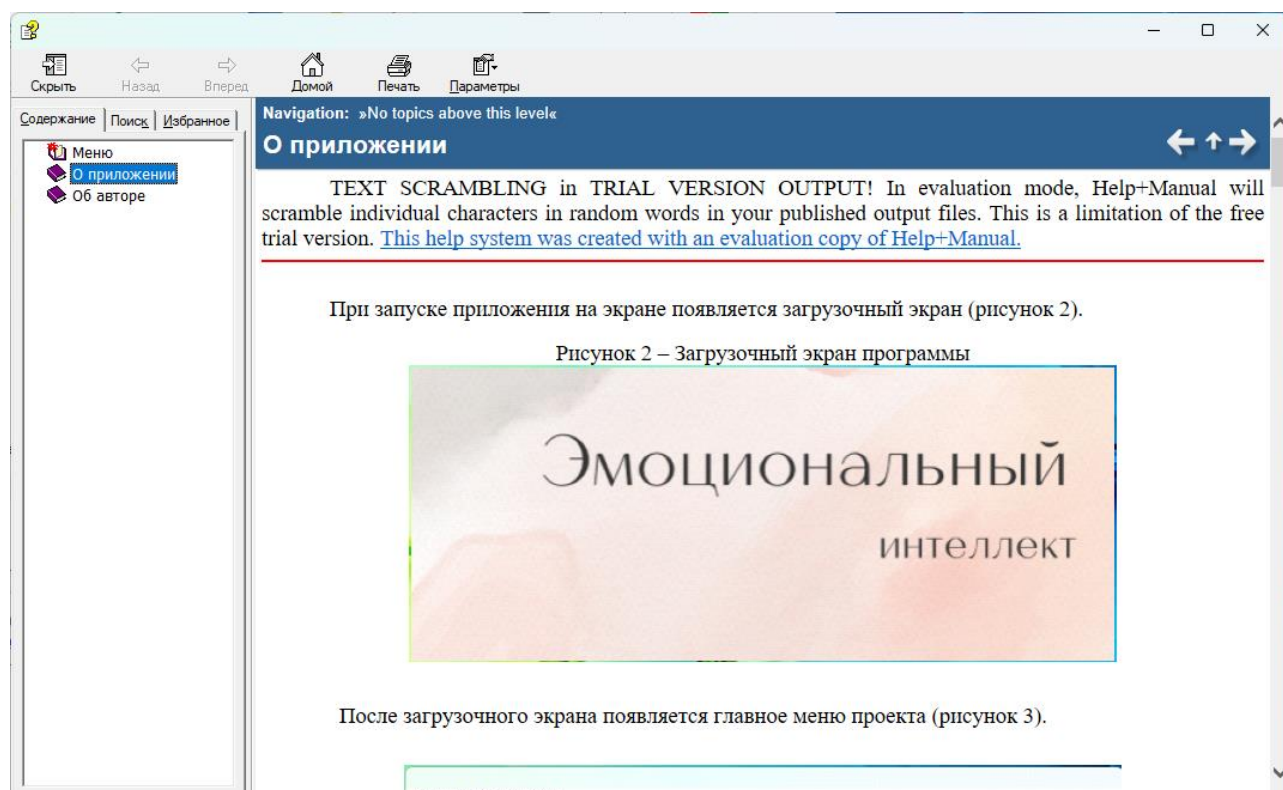 Скрыть Назад Вперед Домой Печать Параметры
Содержание Поиск Избранное
Меню
О приложении
Об авторе
Navigation: »No topics above this level«
О приложении
TEXT SCRAMBLING in TRIAL VERSION OUTPUT! In evaluation mode, Help+Manual will
scramble individual characters in random words in your published output files. This is a limitation of the free
trial version. This help system was created with an evaluation copy of Help+Manual.
При запуске приложения на экране появляется загрузочный экран (рисунок 2).
Рисунок 2 – Загрузочный экран программы
Эмоциональный
интеллект
После загрузочного экрана появляется главное меню проекта (рисунок 3).